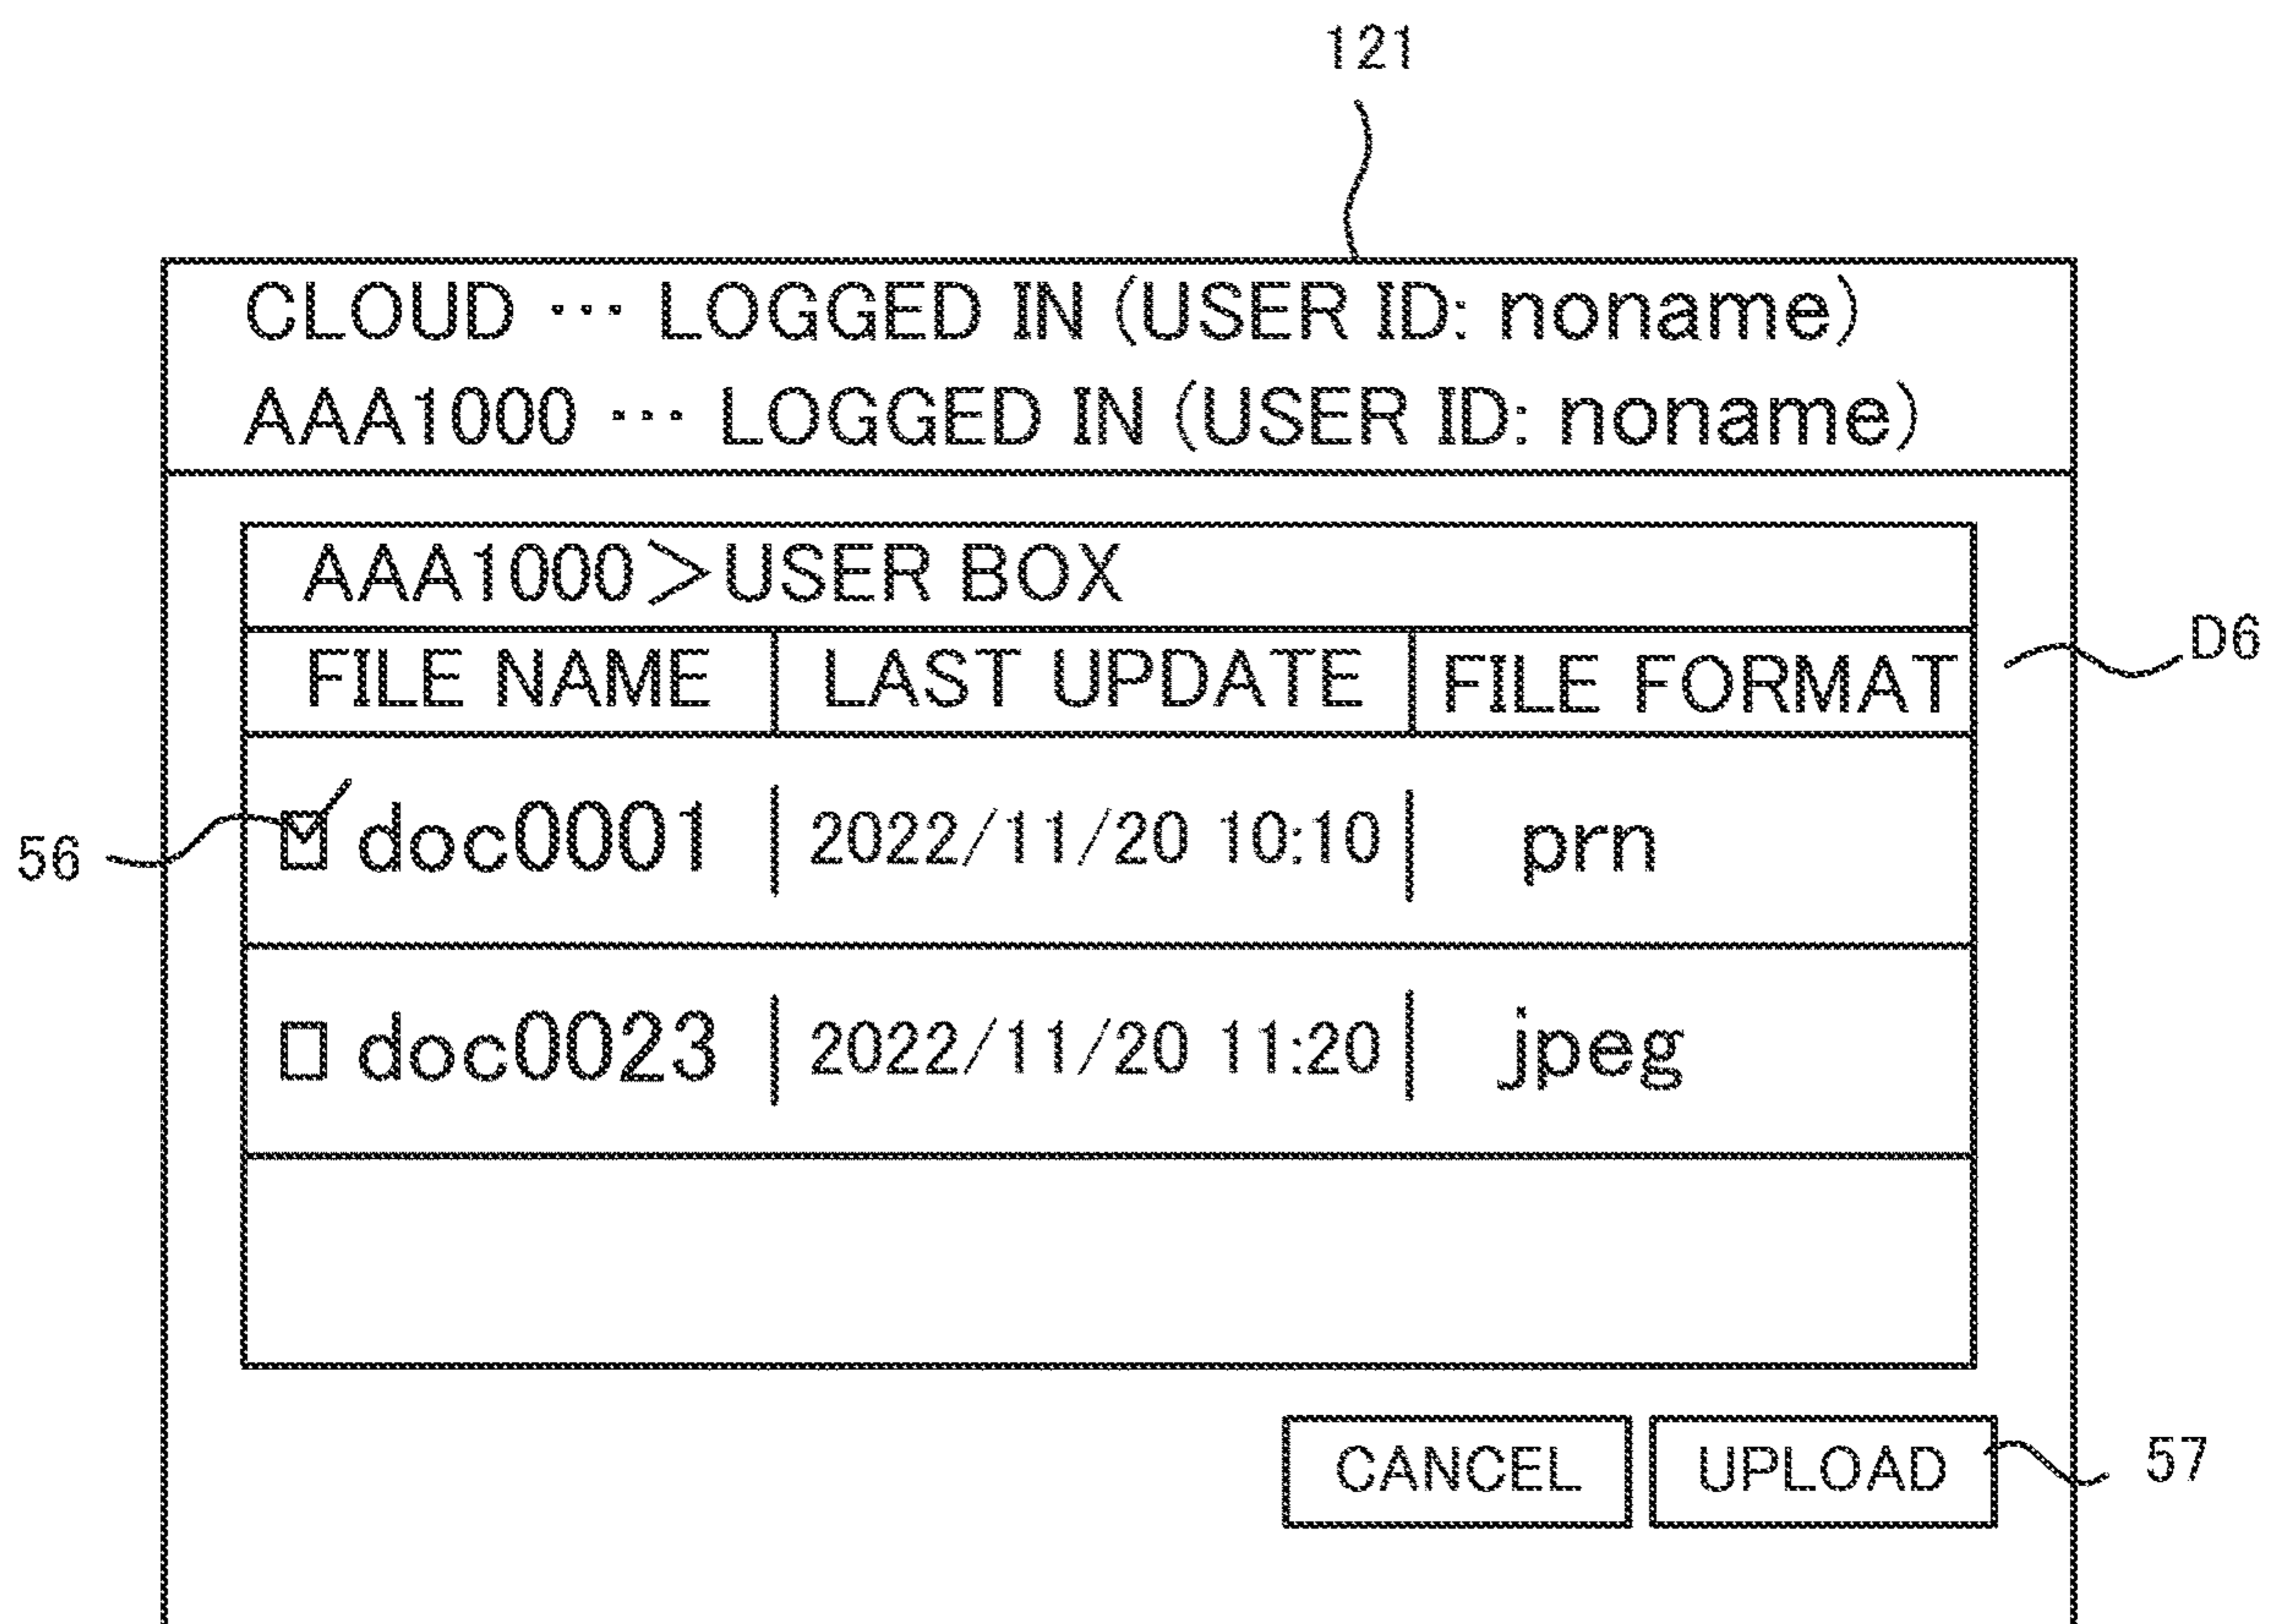 121
CLOUD ··· LOGGED IN (USER ID: noname)
AAA1000 ··· LOGGED IN (USER ID: noname)
AAA1000>USER BOX
FILE NAME LAST UPDATE FILE FORMAT
D6
56
doc0001 2022/11/20 10:10 prn
doc0023 2022/11/20 11:20 jpeg
CANCEL UPLOAD
57